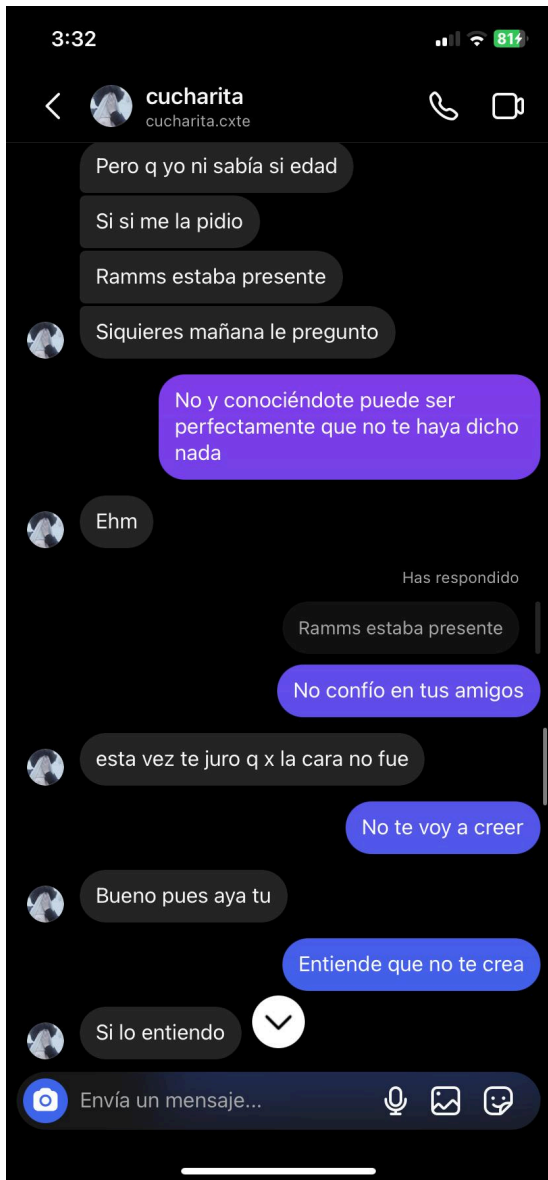 3:32
81
cucharita
cucharita.cxte
Pero q yo ni sabía si edad
Si si me la pidio
Ramms estaba presente
Siquieres mañana le pregunto
No y conociéndote puede ser
perfectamente que no te haya dicho
nada
Ehm
Has respondido
Ramms estaba presente
No confío en tus amigos
esta vez te juro q x la cara no fue
No te voy a creer
Bueno pues aya tu
Entiende que no te crea
Si lo entiendo
Envía un mensaje...